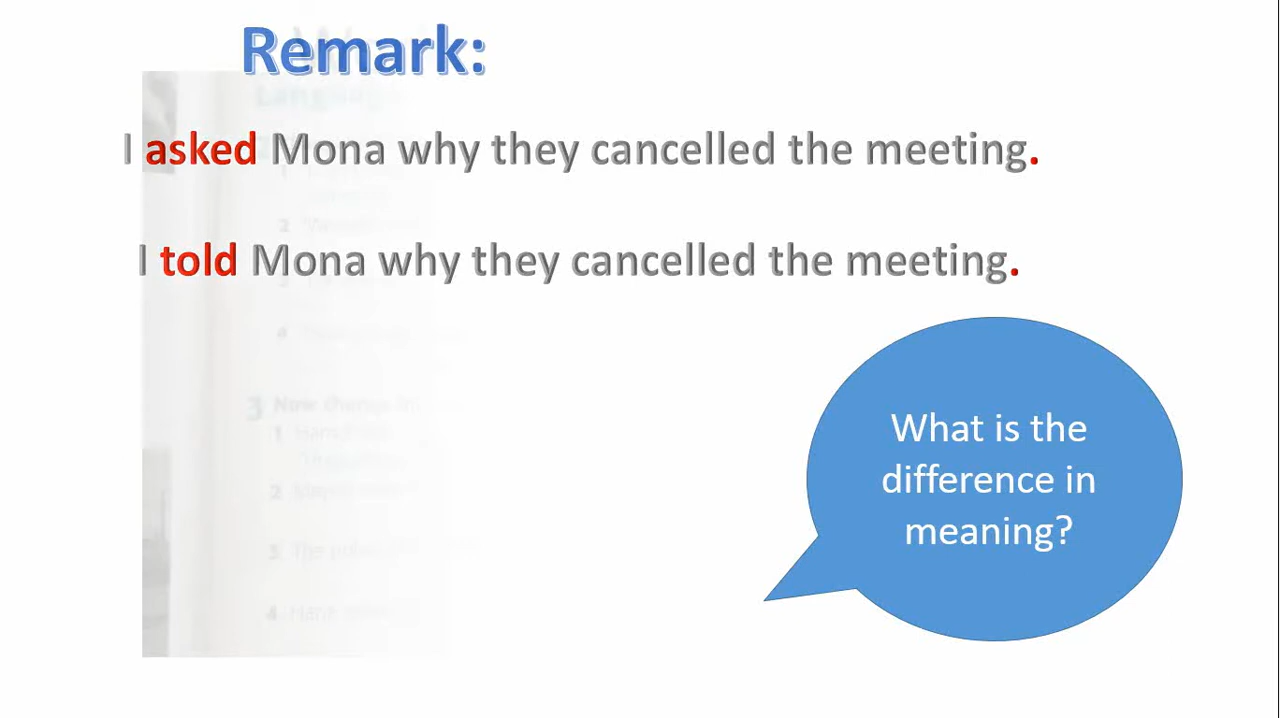 Remark:
I asked Mona why they cancelled the meeting.
I told Mona why they cancelled the meeting.
What is the
difference in
meaning?